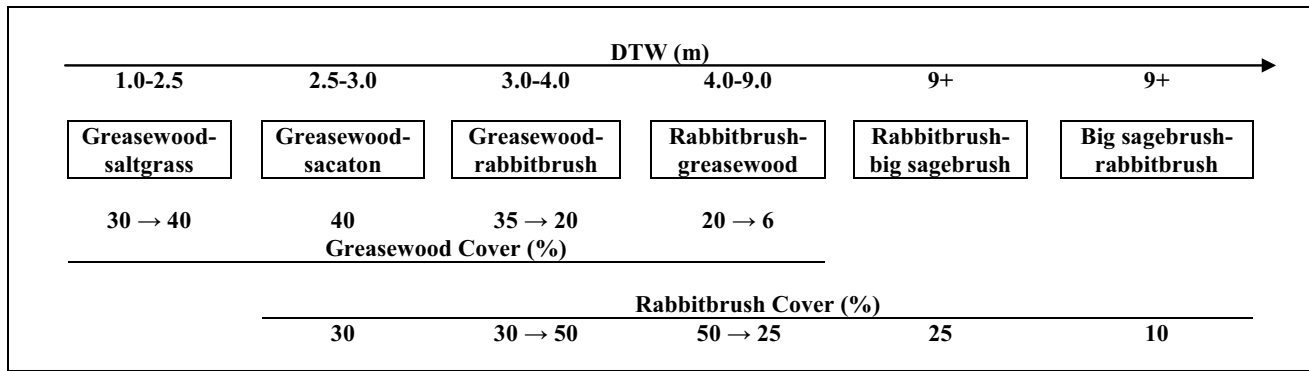 DTW (m)
1.0-2.5 2.5-3.0 3.0-4.0 4.0-9.0 9+ 9+
Greasewood- Greasewood- Greasewood- Rabbitbrush- Rabbitbrush- Big sagebrush-
saltgrass sacaton rabbitbrush greasewood big sagebrush rabbitbrush
30 → 40 40 35 → 20 20 → 6
Greasewood Cover (%)
Rabbitbrush Cover (%)
30 30 → 50 50 → 25 25 10